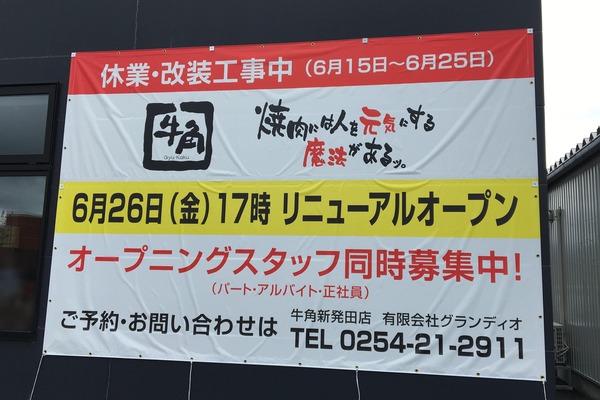 休業・改装工事中（6月15日～6月25日）
牛角
Gyu-Kaku
焼肉には人を元気にする
魔法があるッ。
6月26日（金）17時 リニューアルオープン
オープニングスタッフ同時募集中！
（パート・アルバイト・正社員）
ご予約・お問い合わせは
牛角新発田店　有限会社グランディオ
TEL 0254-21-2911